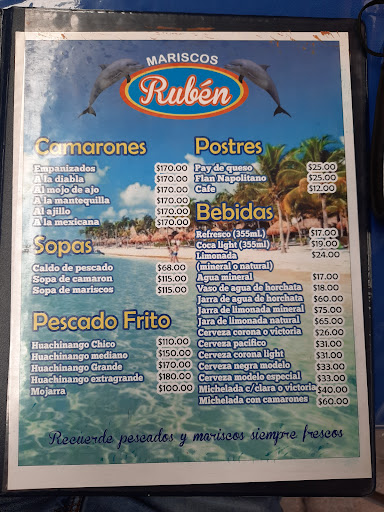 MARISCOS
Rubén
Camarones
Empanizados $170.00
A la diabla $170.00
Al mojo de ajo $170.00
A la mantequilla $170.00
Al ajillo $170.00
A la mexicana $170.00
Sopas
Caldo de pescado $68.00
Sopa de camaron $115.00
Sopa de mariscos $115.00
Pescado Frito
Huachinango Chico $110.00
Huachinango mediano $150.00
Huachinango Grande $170.00
Huachinango extragrande $180.00
Mojarra $100.00
Postres
Pay de queso $25.00
Flan Napolitano $25.00
Cafe $12.00
Bebidas
Refresco (355ml.) $17.00
Coca light (355ml) $19.00
Limonada $24.00
(mineral o natural)
Agua mineral $17.00
Vaso de agua de horchata $18.00
Jarra de agua de horchata $60.00
Jarra de limonada mineral $75.00
Jara de limonada natural $65.00
Cerveza corona o victoria $26.00
Cerveza pacifico $31.00
Cerveza corona light $31.00
Cerveza negra modelo $33.00
Cerveza modelo especial $33.00
Michelada c/clara o victoria $40.00
Michelada con camarones $60.00
Recuerde pescados y mariscos siempre frescos